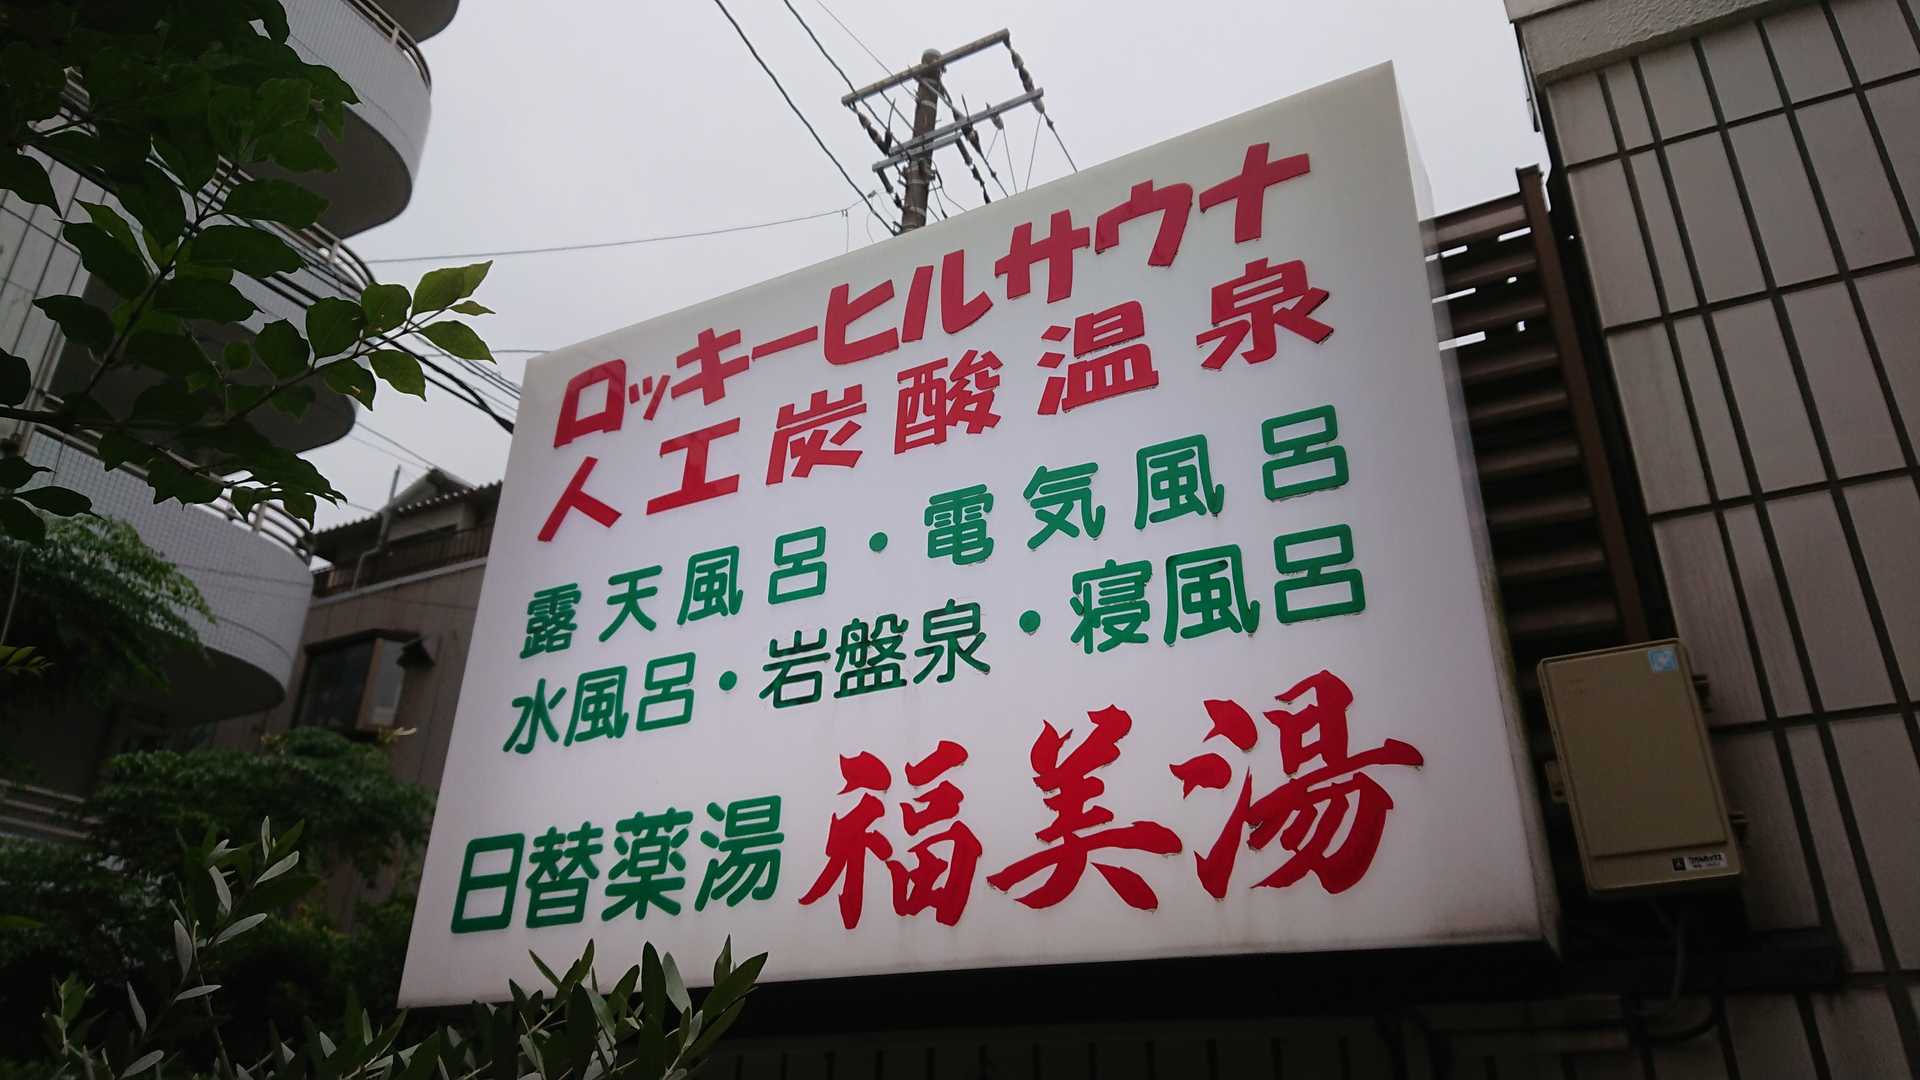 ロッキーヒルサウナ
人工炭酸温泉
露天風呂・電気風呂
水風呂・岩盤泉・寝風呂
日替薬湯 福美湯